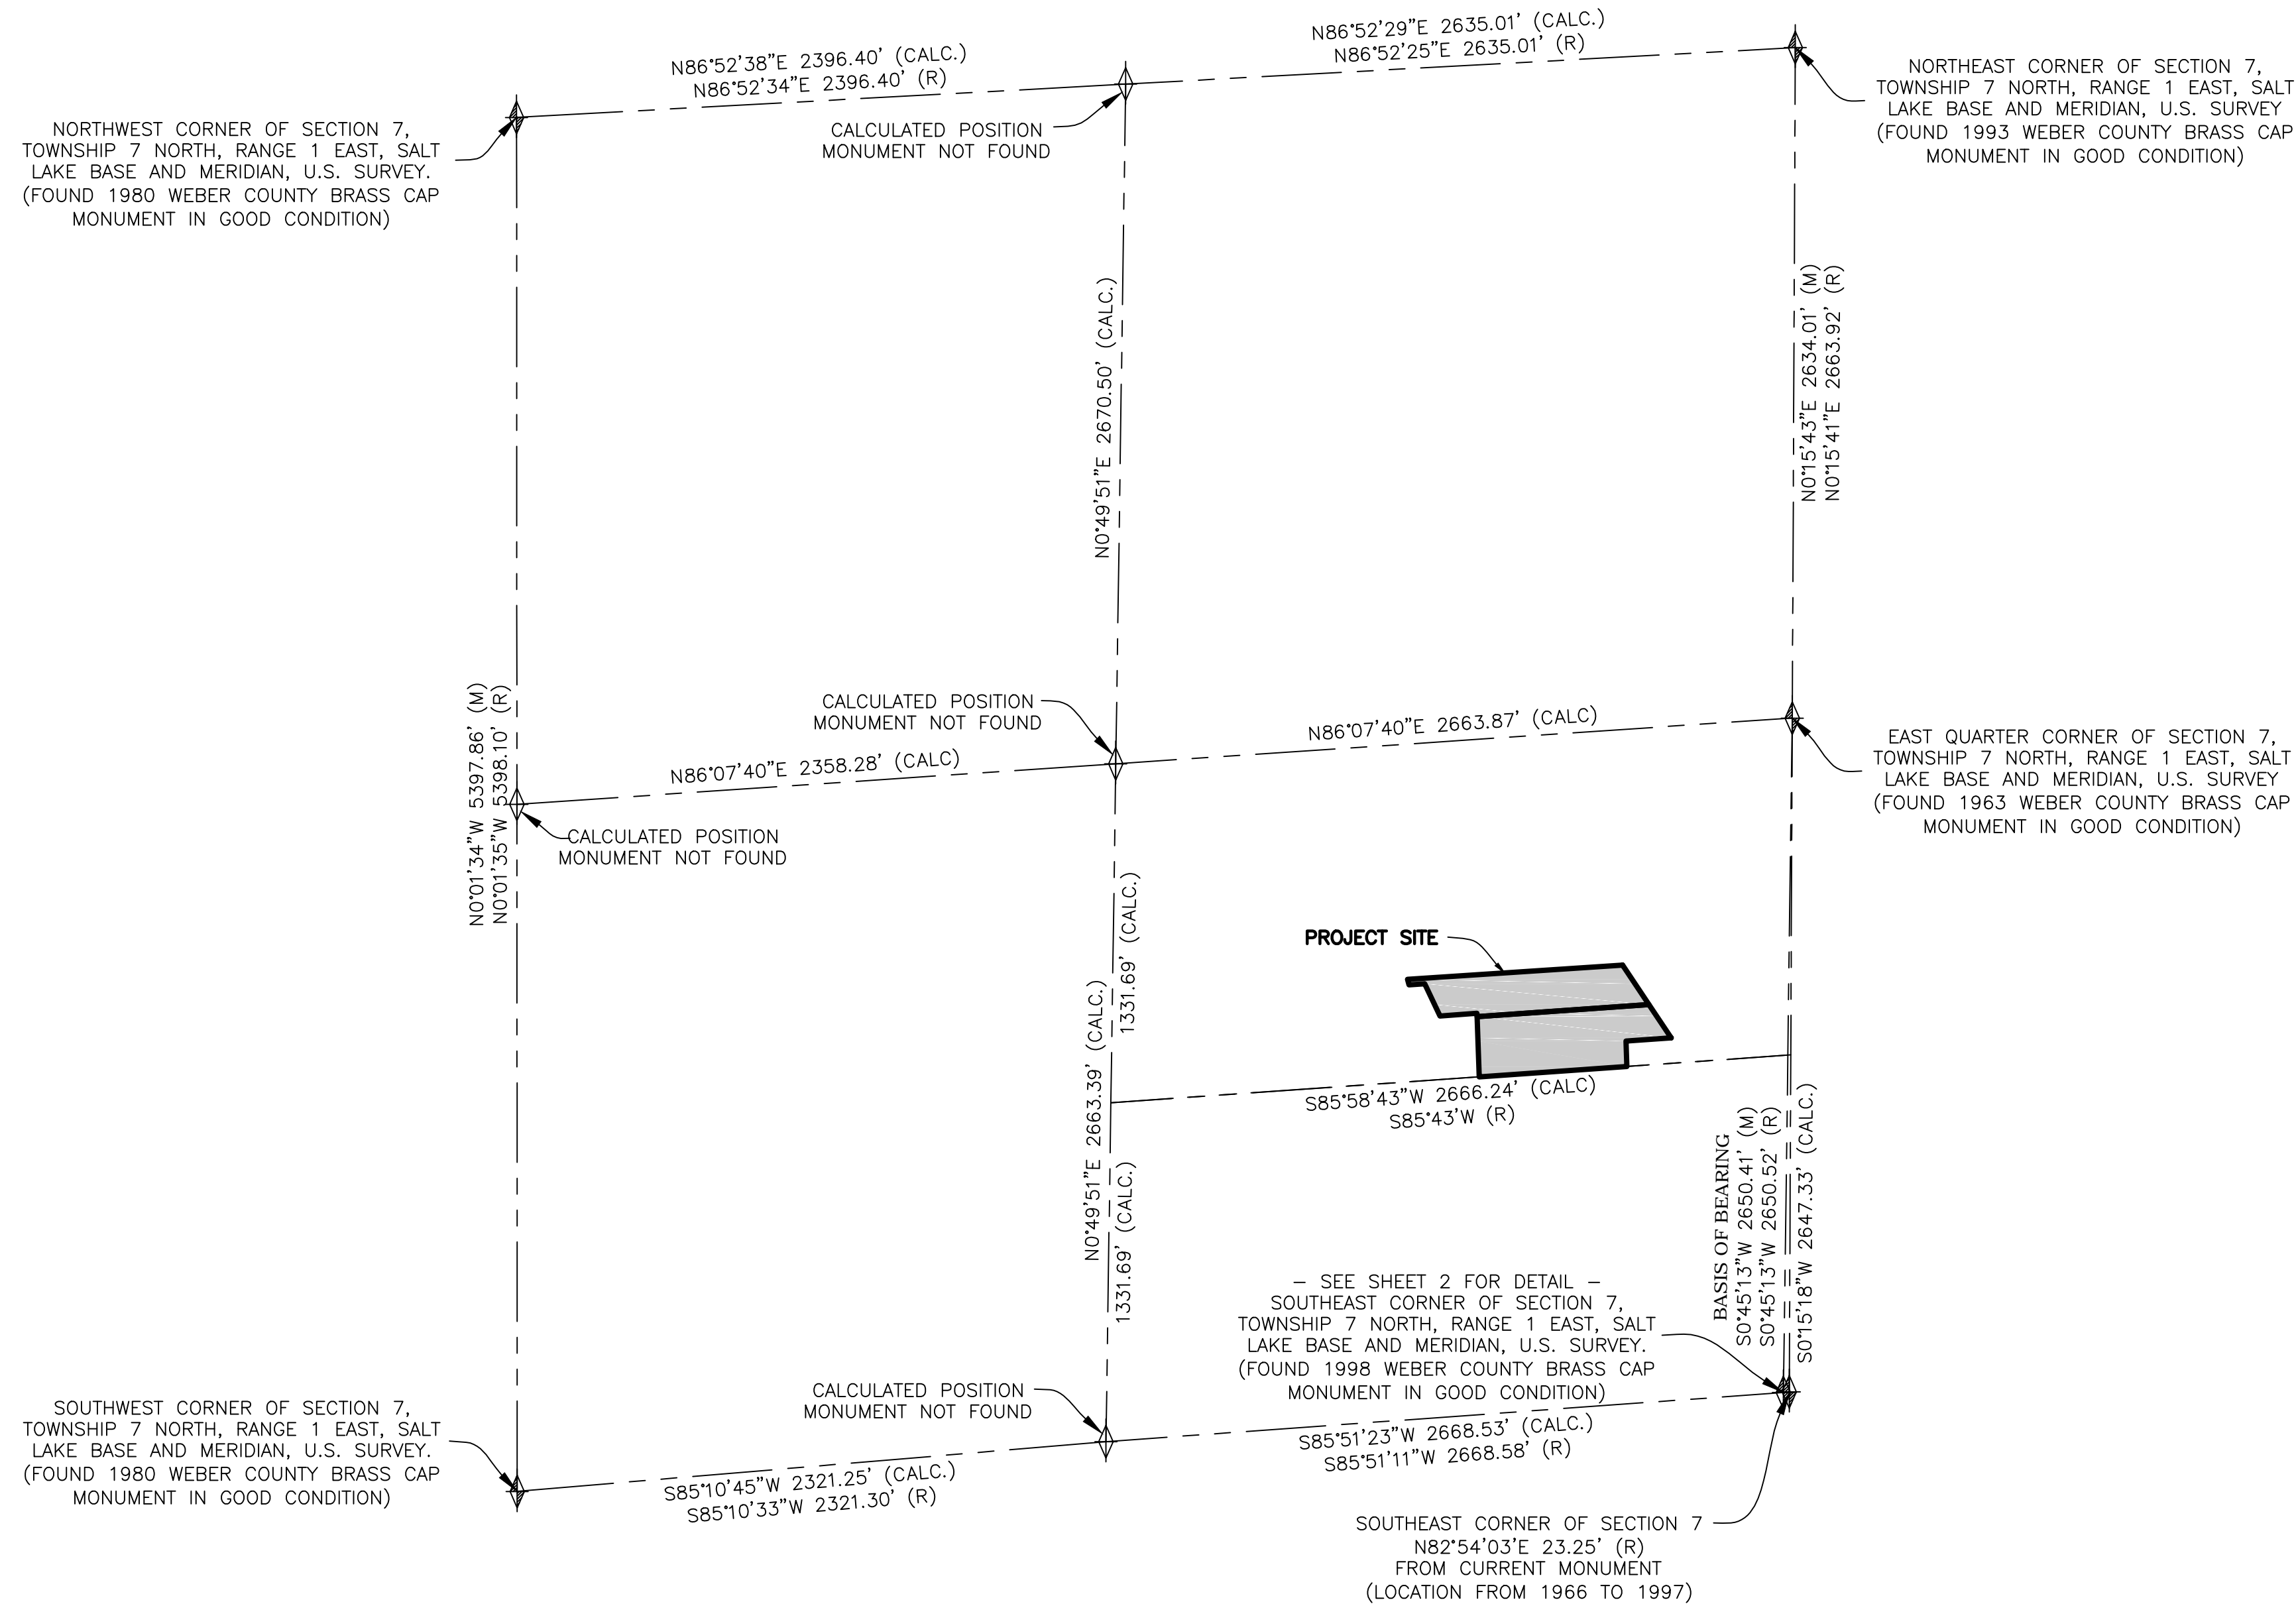 N86°52'38"E 2396.40' (CALC.)
N86°52'34"E 2396.40' (R)
N86°52'29"E 2635.01' (CALC.)
N86°52'25"E 2635.01' (R)
NORTHWEST CORNER OF SECTION 7,
TOWNSHIP 7 NORTH, RANGE 1 EAST, SALT
LAKE BASE AND MERIDIAN, U.S. SURVEY.
(FOUND 1980 WEBER COUNTY BRASS CAP
MONUMENT IN GOOD CONDITION)
CALCULATED POSITION
MONUMENT NOT FOUND
NORTHEAST CORNER OF SECTION 7,
TOWNSHIP 7 NORTH, RANGE 1 EAST, SALT
LAKE BASE AND MERIDIAN, U.S. SURVEY
(FOUND 1993 WEBER COUNTY BRASS CAP
MONUMENT IN GOOD CONDITION)
N0°49'51"E 2670.50' (CALC.)
N0°15'43"E 2634.01' (M)
N0°15'41"E 2663.92' (R)
N0°01'34"W 5397.86' (M)
N0°01'35"W 5398.10' (R)
CALCULATED POSITION
MONUMENT NOT FOUND
N86°07'40"E 2358.28' (CALC)
N86°07'40"E 2663.87' (CALC)
CALCULATED POSITION
MONUMENT NOT FOUND
EAST QUARTER CORNER OF SECTION 7,
TOWNSHIP 7 NORTH, RANGE 1 EAST, SALT
LAKE BASE AND MERIDIAN, U.S. SURVEY
(FOUND 1963 WEBER COUNTY BRASS CAP
MONUMENT IN GOOD CONDITION)
PROJECT SITE
N0°49'51"E 2663.39' (CALC.)
1331.69' (CALC.)
1331.69' (CALC.)
S85°58'43"W 2666.24' (CALC)
S85°43'W (R)
BASIS OF BEARING
S0°45'13"W 2650.41' (M)
S0°45'13"W 2650.52' (R)
S0°15'18"W 2647.33' (CALC.)
- SEE SHEET 2 FOR DETAIL -
SOUTHEAST CORNER OF SECTION 7,
TOWNSHIP 7 NORTH, RANGE 1 EAST, SALT
LAKE BASE AND MERIDIAN, U.S. SURVEY.
(FOUND 1998 WEBER COUNTY BRASS CAP
MONUMENT IN GOOD CONDITION)
SOUTHWEST CORNER OF SECTION 7,
TOWNSHIP 7 NORTH, RANGE 1 EAST, SALT
LAKE BASE AND MERIDIAN, U.S. SURVEY.
(FOUND 1980 WEBER COUNTY BRASS CAP
MONUMENT IN GOOD CONDITION)
CALCULATED POSITION
MONUMENT NOT FOUND
S85°10'45"W 2321.25' (CALC.)
S85°10'33"W 2321.30' (R)
S85°51'23"W 2668.53' (CALC.)
S85°51'11"W 2668.58' (R)
SOUTHEAST CORNER OF SECTION 7
N82°54'03'E 23.25' (R)
FROM CURRENT MONUMENT
(LOCATION FROM 1966 TO 1997)